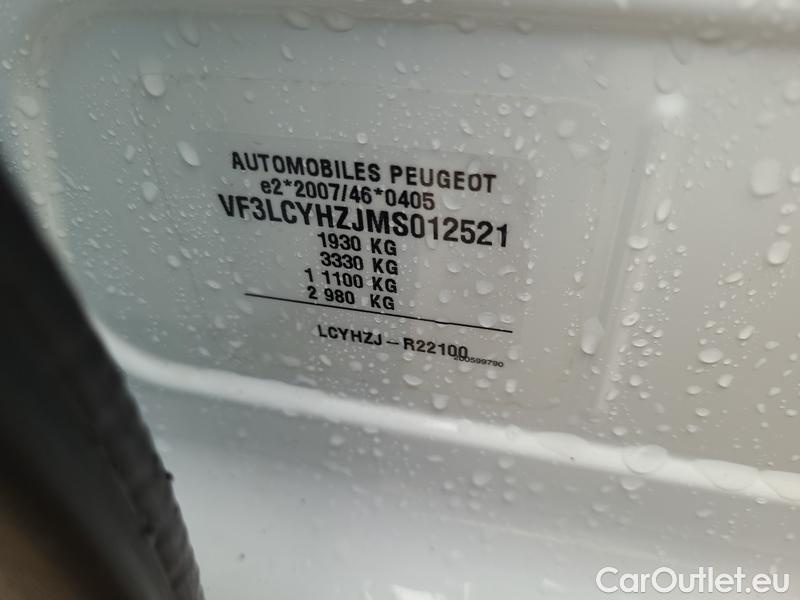 AUTOMOBILES PEUGEOT
e2*2007/46*0405
VF3LCYHZJMS012521
1930 KG
3330 KG
1 1100 KG
2 980 KG
LCYHZJ-R22100
200599790
CarOutlet.eu